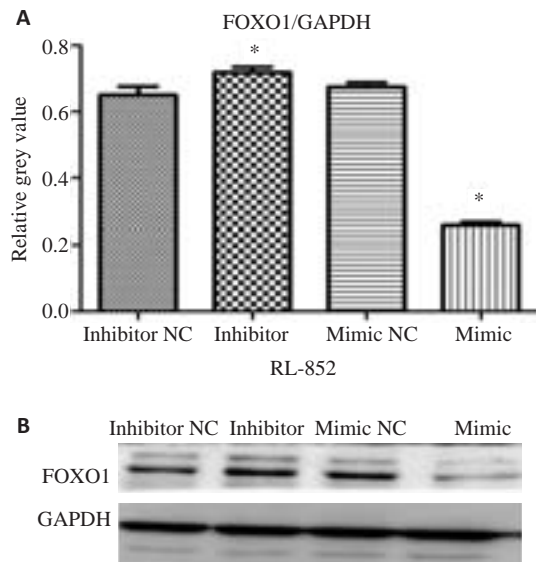 A
FOXO1/GAPDH
Relative grey value
0.8
*
0.6
0.4
*
0.2
0.0
Inhibitor NC Inhibitor Mimic NC Mimic
RL-852
B
Inhibitor NC Inhibitor Mimic NC Mimic
FOXO1
GAPDH